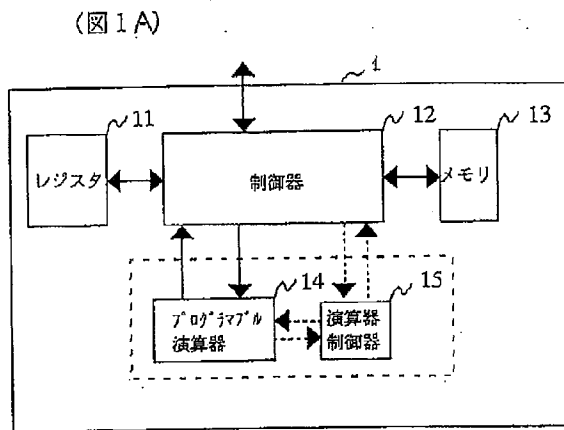 (図1A)
1
11
12
13
レジスタ
制御器
メモリ
14
15
ﾌﾟﾛｸﾞﾗﾏﾌﾞﾙ
演算器
演算器
制御器